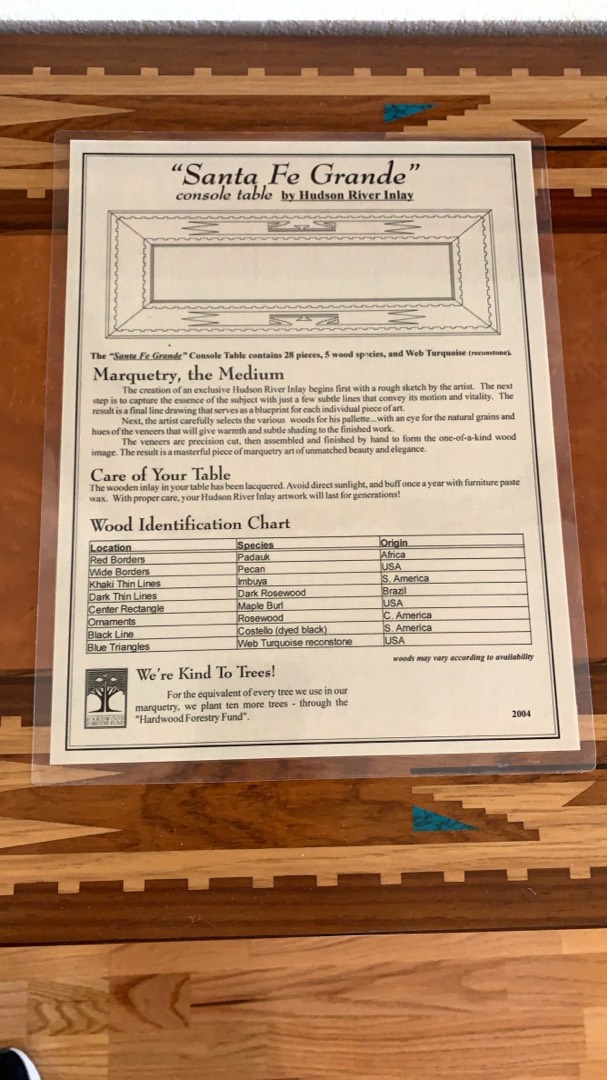 "Santa Fe Grande"
console table by Hudson River Inlay
The "Santa Fe Grande" Console Table contains 28 pieces, 5 wood species, and Web Turquoise (reconstone).
Marquetry, the Medium
The creation of an exclusive Hudson River Inlay begins first with a rough sketch by the artist. The next
step is to capture the essence of the subject with just a few subtle lines that convey its motion and vitality. The
result is a final line drawing that serves as a blueprint for each individual piece of art.
Next, the artist carefully selects the various woods for his pallette...with an eye for the natural grains and
hues of the veneers that will give warmth and subtle shading to the finished work.
The veneers are precision cut, then assembled and finished by hand to form the one-of-a-kind wood
image. The result is a masterful piece of marquetry art of unmatched beauty and elegance.
Care of Your Table
The wooden inlay in your table has been lacquered. Avoid direct sunlight, and buff once a year with furniture paste
wax. With proper care, your Hudson River Inlay artwork will last for generations!
Wood Identification Chart
Location Species Origin
Red Borders Padauk Africa
Wide Borders Pecan USA
Khaki Thin Lines Imbuya S. America
Dark Thin Lines Dark Rosewood Brazil
Center Rectangle Maple Burl USA
Ornaments Rosewood C. America
Black Line Costello (dyed black) S. America
Blue Triangles Web Turquoise reconstone USA
woods may vary according to availability
We're Kind To Trees!
For the equivalent of every tree we use in our
marquetry, we plant ten more trees - through the
"Hardwood Forestry Fund".
HARDWOOD
FORESTRY FUND
2004